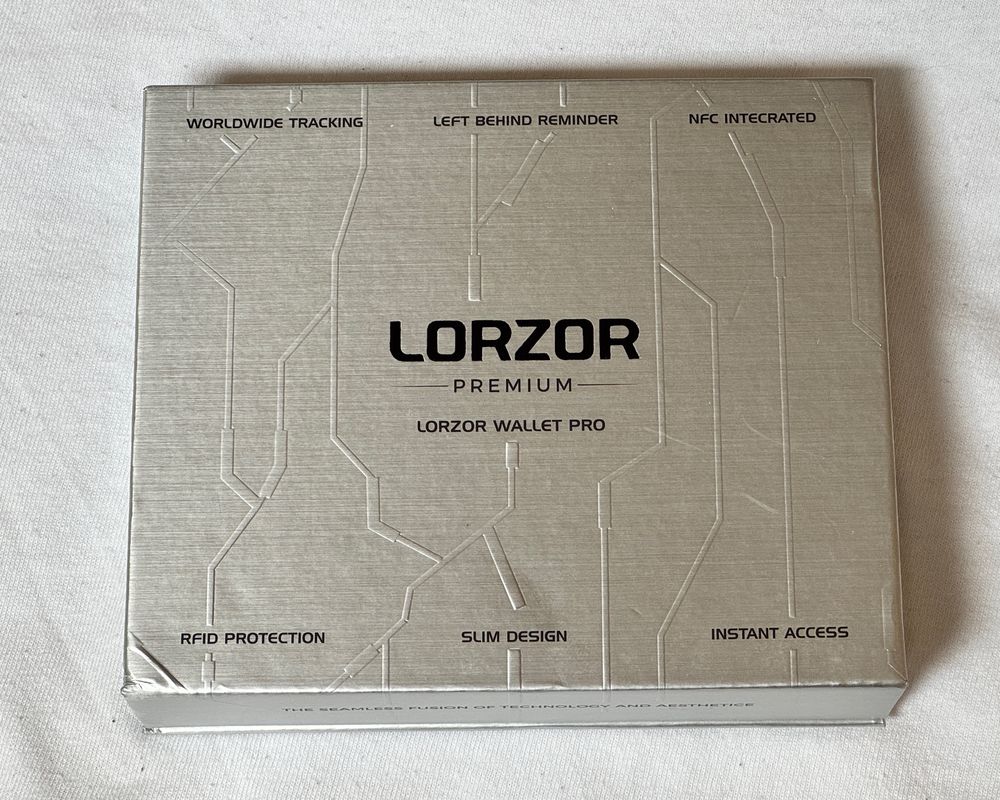 WORLDWIDE TRACKING
LEFT BEHIND REMINDER
NFC INTECRATED
LORZOR
PREMIUM
LORZOR WALLET PRO
RFID PROTECTION
SLIM DESIGN
INSTANT ACCESS
THE SEAMLESS FUSION OF TECHNOLOGY AND AESTHETICE